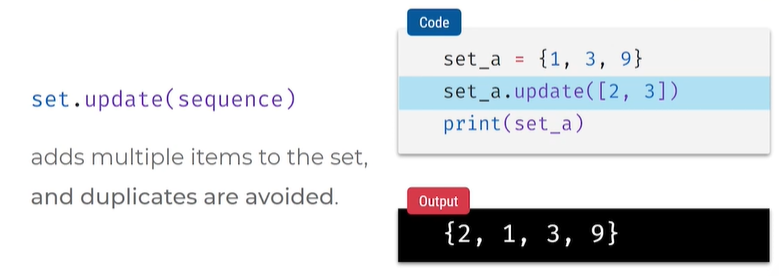 set.update(sequence)
adds multiple items to the set,
and duplicates are avoided.
Code
set_a = {1, 3, 9}
set_a.update([2, 3])
print(set_a)
Output
{2, 1, 3, 9}